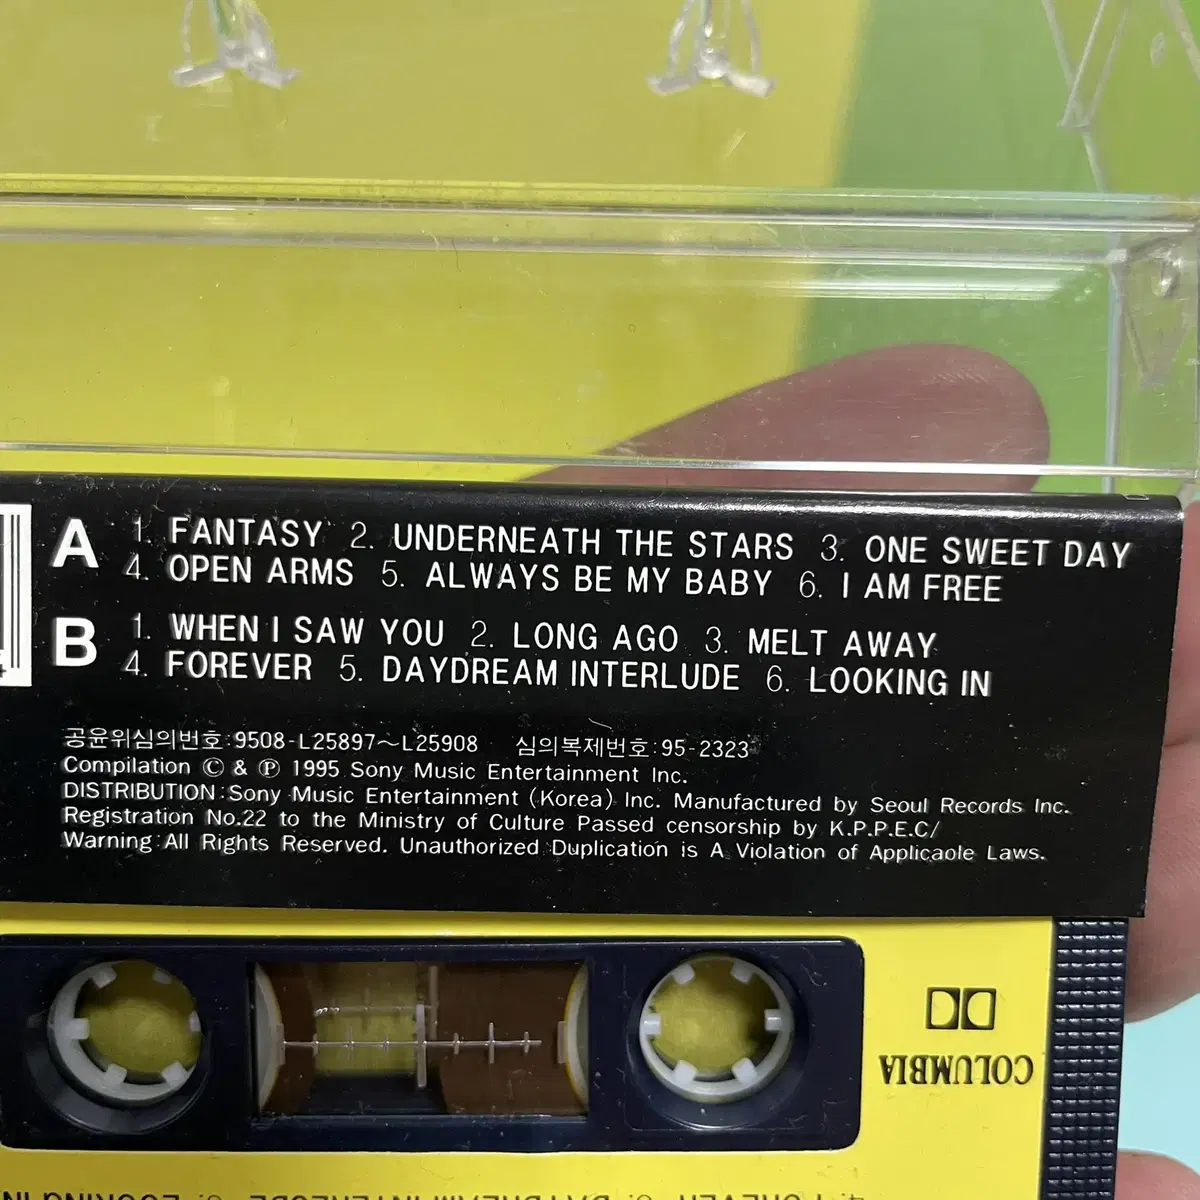 A 1. FANTASY 2. UNDERNEATH THE STARS 3. ONE SWEET DAY
4. OPEN ARMS 5. ALWAYS BE MY BABY 6. I AM FREE
B 1. WHEN I SAW YOU 2. LONG AGO 3. MELT AWAY
4. FOREVER 5. DAYDREAM INTERLUDE 6. LOOKING IN
공윤위심의번호:9508-L25897~L25908 심의복제번호:95-2323
Compilation © & ℗ 1995 Sony Music Entertainment Inc.
DISTRIBUTION:Sony Music Entertainment (Korea) Inc. Manufactured by Seoul Records Inc.
Registration No.22 to the Ministry of Culture Passed censorship by K.P.P.E.C/
Warning:All Rights Reserved. Unauthorized Duplication is A Violation of Applicaole Laws.
COLUMBIA